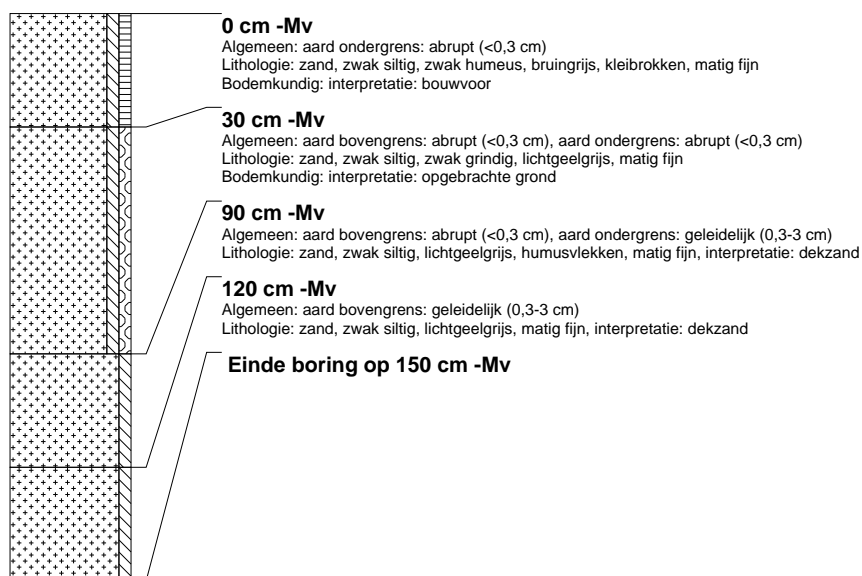 0 cm -Mv
Algemeen: aard ondergrens: abrupt (<0,3 cm)
Lithologie: zand, zwak siltig, zwak humeus, bruingrijs, kleibrokken, matig fijn
Bodemkundig: interpretatie: bouwvoor
30 cm -Mv
Algemeen: aard bovengrens: abrupt (<0,3 cm), aard ondergrens: abrupt (<0,3 cm)
Lithologie: zand, zwak siltig, zwak grindig, lichtgeelgrijs, matig fijn
Bodemkundig: interpretatie: opgebrachte grond
90 cm -Mv
Algemeen: aard bovengrens: abrupt (<0,3 cm), aard ondergrens: geleidelijk (0,3-3 cm)
Lithologie: zand, zwak siltig, lichtgeelgrijs, humusvlekken, matig fijn, interpretatie: dekzand
120 cm -Mv
Algemeen: aard bovengrens: geleidelijk (0,3-3 cm)
Lithologie: zand, zwak siltig, lichtgeelgrijs, matig fijn, interpretatie: dekzand
Einde boring op 150 cm -Mv